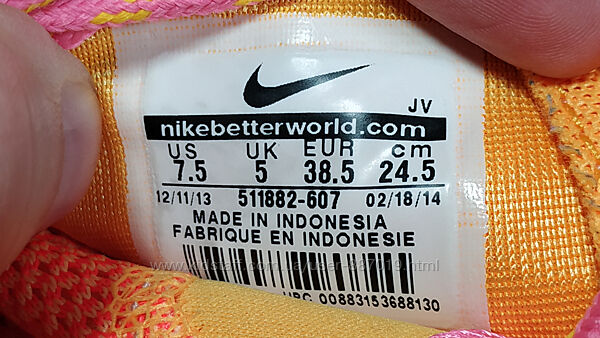 JV
nikebetterworld.com
US UK EUR cm
7.5 5 38.5 24.5
12/11/13 511882-607 02/18/14
MADE IN INDONESIA
FABRIQUE EN INDONESIE
UPC 00883153688130